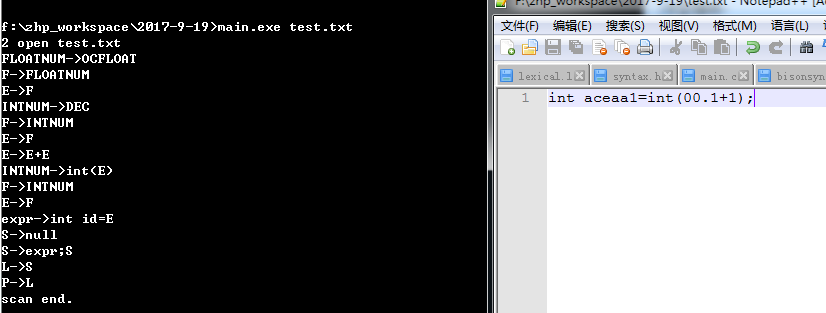 f:\zhp_workspace\2017-9-19>main.exe test.txt
2 open test.txt
FLOATNUM->OCFLOAT
F->FLOATNUM
E->F
INTNUM->DEC
F->INTNUM
E->F
E->E+E
INTNUM->int(E)
F->INTNUM
E->F
expr->int id=E
S->null
S->expr;S
L->S
P->L
scan end.
F:\zhp_workspace\2017-9-19\test.txt - Notepad++ [Ad
文件(F) 编辑(E) 搜索(S) 视图(V) 格式(M) 语言(L)
lexical.l syntax.h main.c bisonsyn
1 int aceaa1=int(00.1+1);